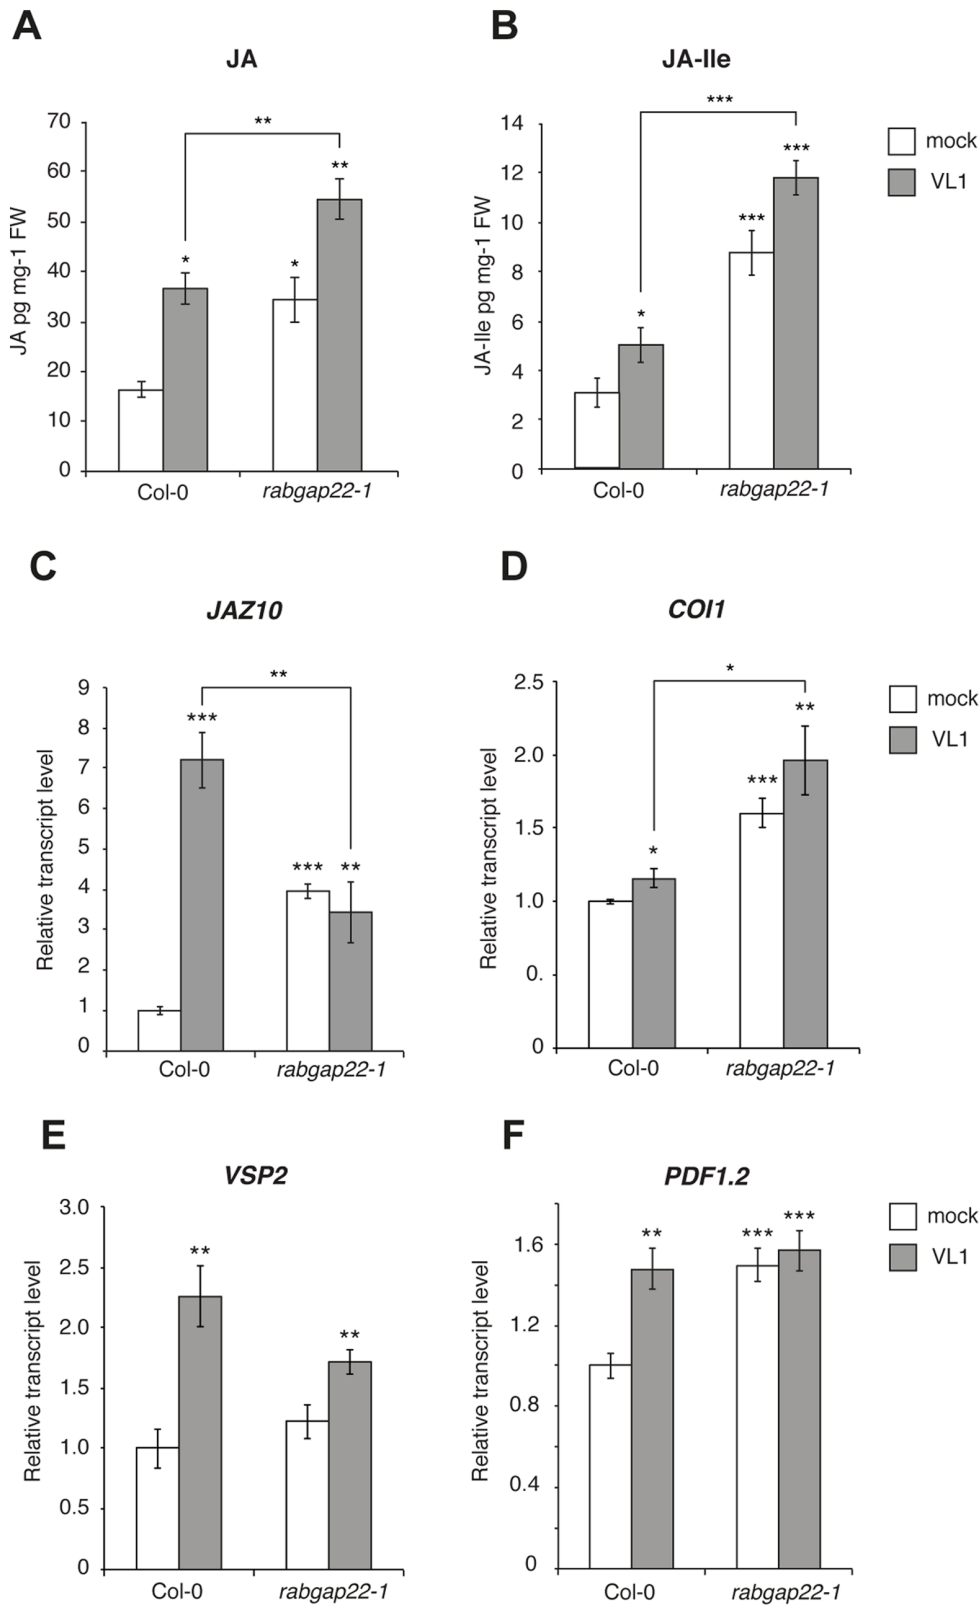 A
JA
**
**
*
*
70
60
50
40
30
20
10
0
JA pg mg-1 FW
Col-0
rabgap22-1
B
JA-Ile
***
***
***
*
14
12
10
8
6
4
2
0
JA-Ile pg mg-1 FW
Col-0
rabgap22-1
mock
VL1
C
JAZ10
**
***
***
**
9
8
7
6
5
4
3
2
1
0
Relative transcript level
Col-0
rabgap22-1
D
COI1
*
**
***
*
2.5
2.0
1.5
1.0
0.
0
Relative transcript level
Col-0
rabgap22-1
mock
VL1
E
VSP2
**
**
3.0
2.5
2.0
1.5
1.0
0.5
0
Relative transcript level
Col-0
rabgap22-1
F
PDF1.2
**
***
***
1.6
1.2
0.8
0.4
0
Relative transcript level
Col-0
rabgap22-1
mock
VL1